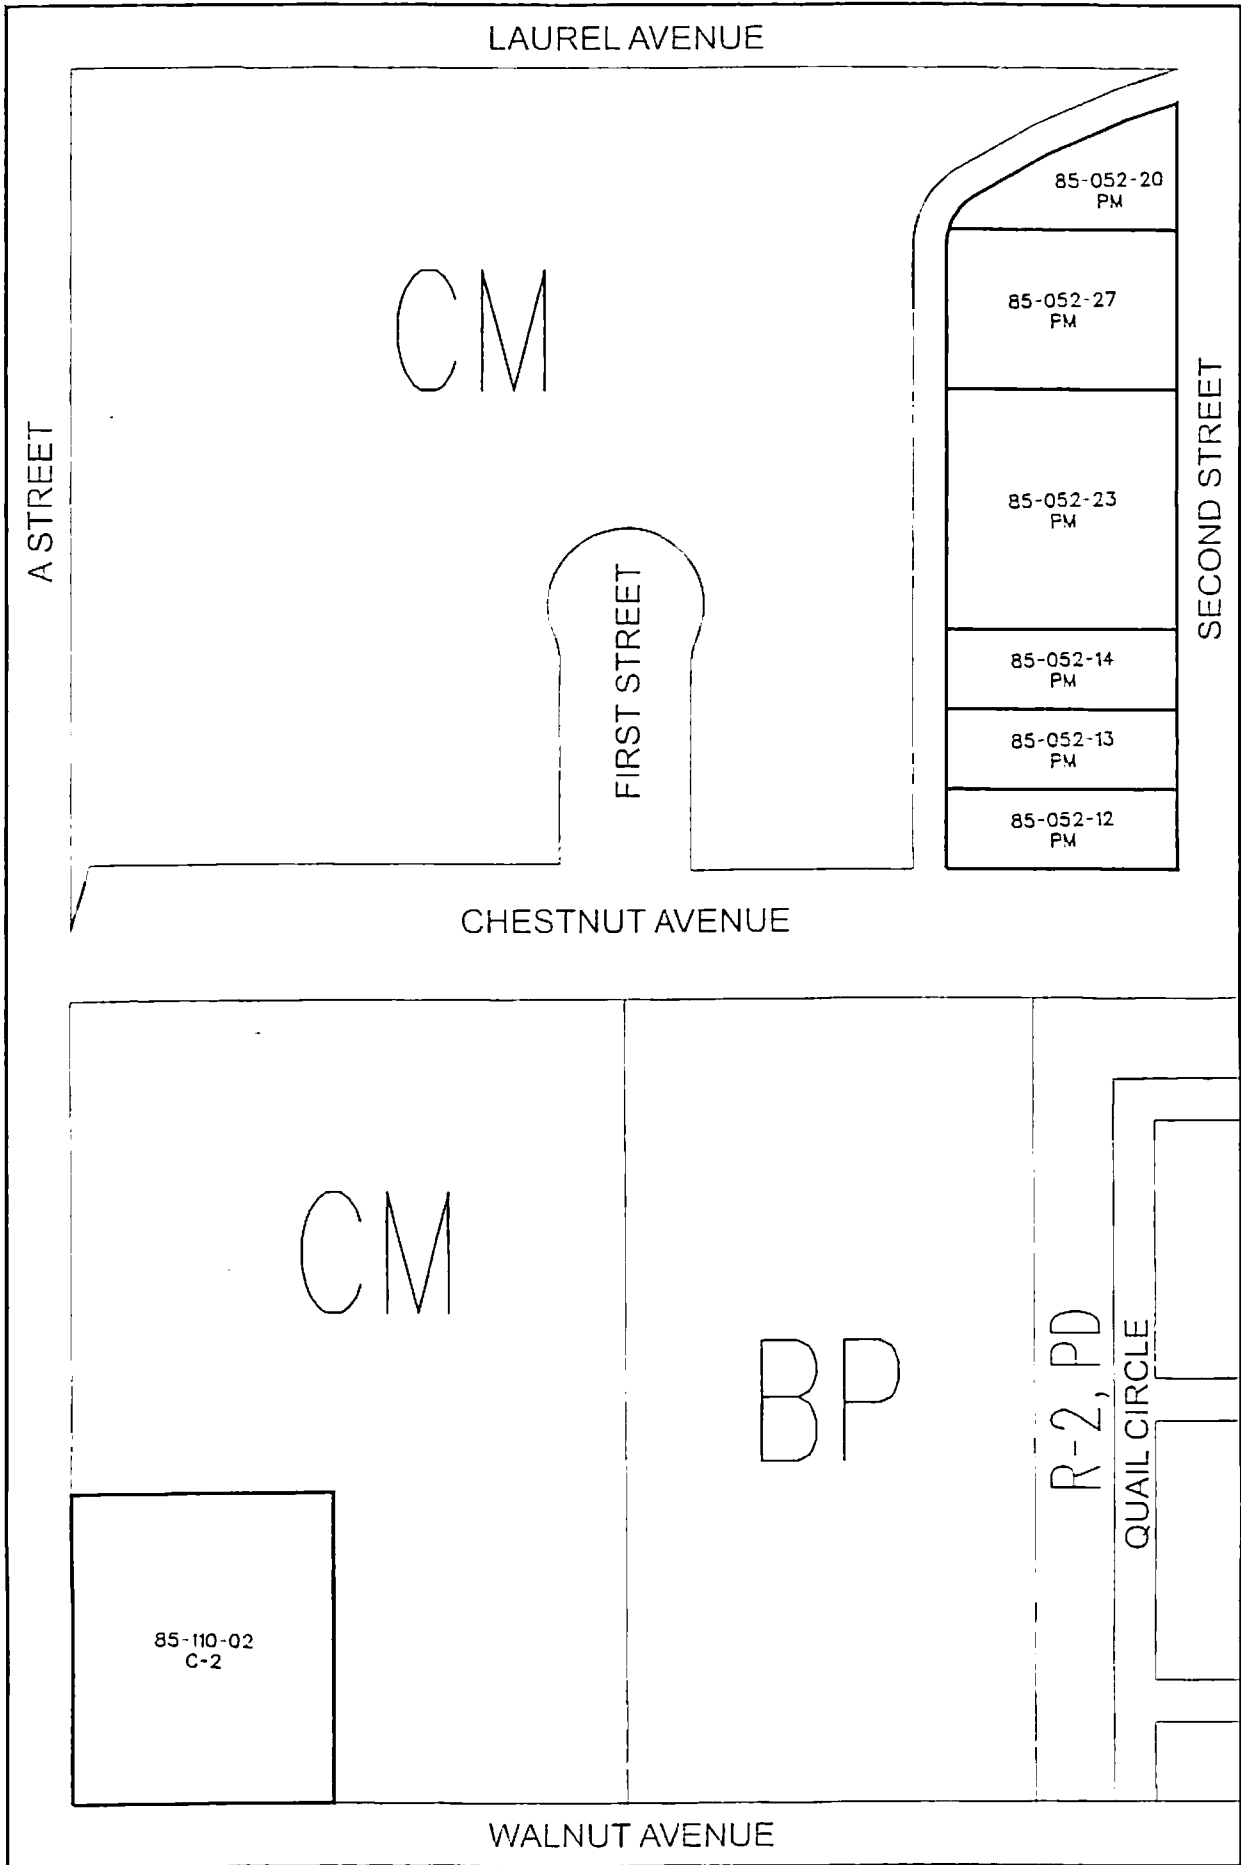 LAUREL AVENUE
85-052-20
PM
CM
85-052-27
PM
A STREET
SECOND STREET
85-052-23
PM
FIRST STREET
85-052-14
PM
85-052-13
PM
85-052-12
PM
CHESTNUT AVENUE
CM
BP
R-2, PD
QUAIL CIRCLE
85-110-02
C-2
WALNUT AVENUE